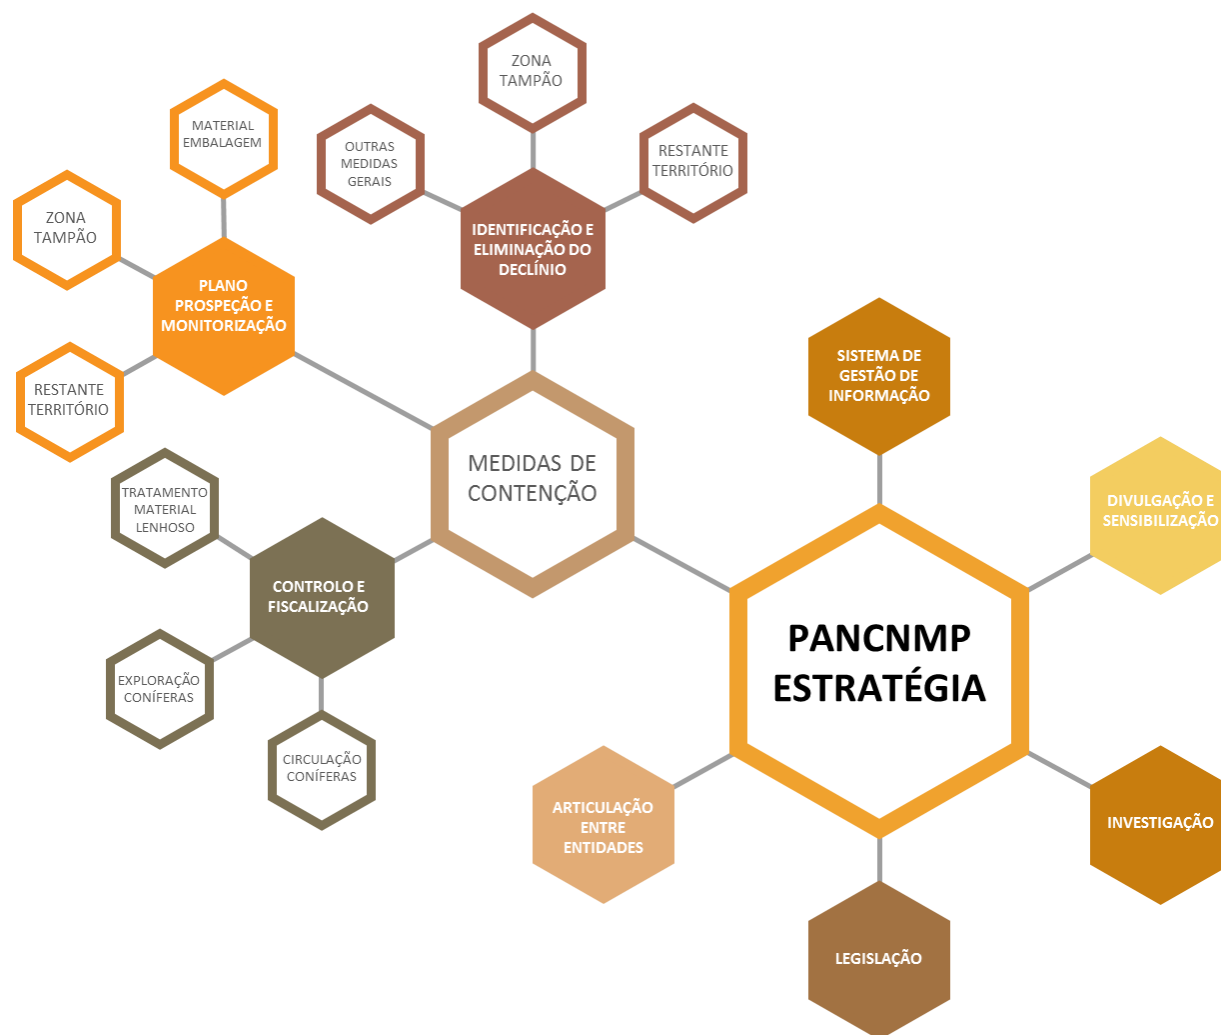 ZONA
TAMPÃO
MATERIAL
EMBALAGEM
OUTRAS
MEDIDAS
GERAIS
RESTANTE
TERRITÓRIO
ZONA
TAMPÃO
IDENTIFICAÇÃO E
ELIMINAÇÃO DO
DECLÍNIO
PLANO
PROSPEÇÃO E
MONITORIZAÇÃO
RESTANTE
TERRITÓRIO
SISTEMA DE
GESTÃO DE
INFORMAÇÃO
MEDIDAS DE
CONTENÇÃO
TRATAMENTO
MATERIAL
LENHOSO
DIVULGAÇÃO E
SENSIBILIZAÇÃO
CONTROLO E
FISCALIZAÇÃO
PANCNMP
ESTRATÉGIA
EXPLORAÇÃO
CONÍFERAS
CIRCULAÇÃO
CONÍFERAS
ARTICULAÇÃO
ENTRE
ENTIDADES
INVESTIGAÇÃO
LEGISLAÇÃO